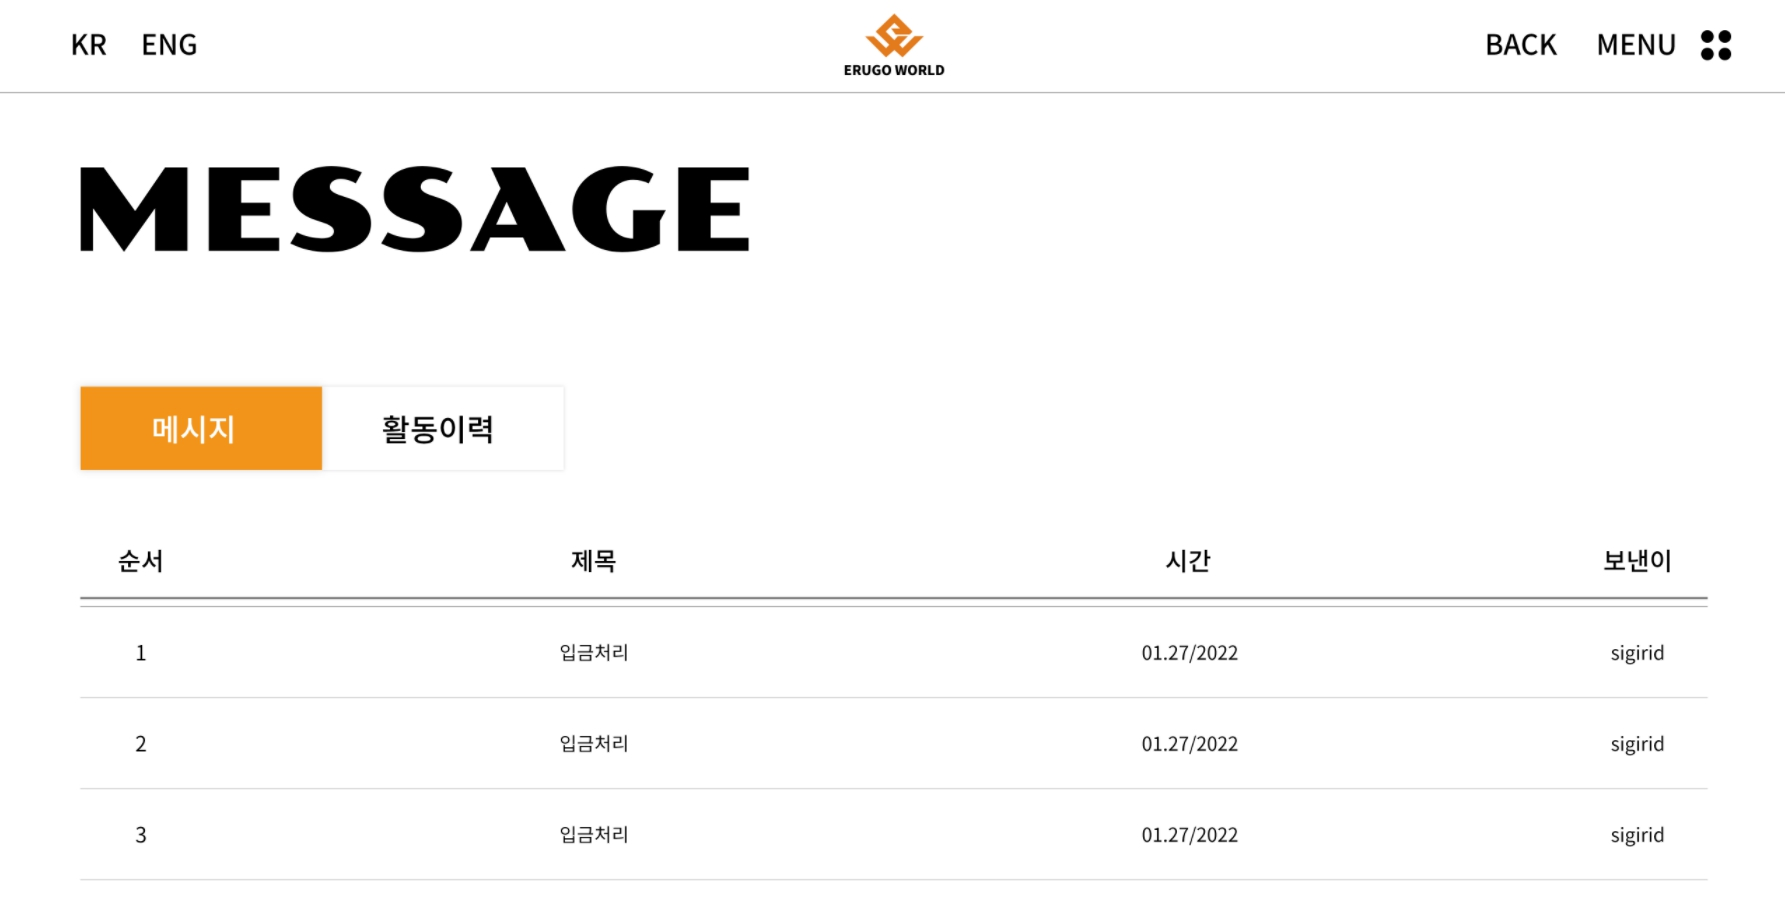 KR ENG
ERUGO WORLD
BACK MENU
MESSAGE
메시지 활동이력
순서 제목 시간 보낸이
1 입금처리 01.27/2022 sigirid
2 입금처리 01.27/2022 sigirid
3 입금처리 01.27/2022 sigirid